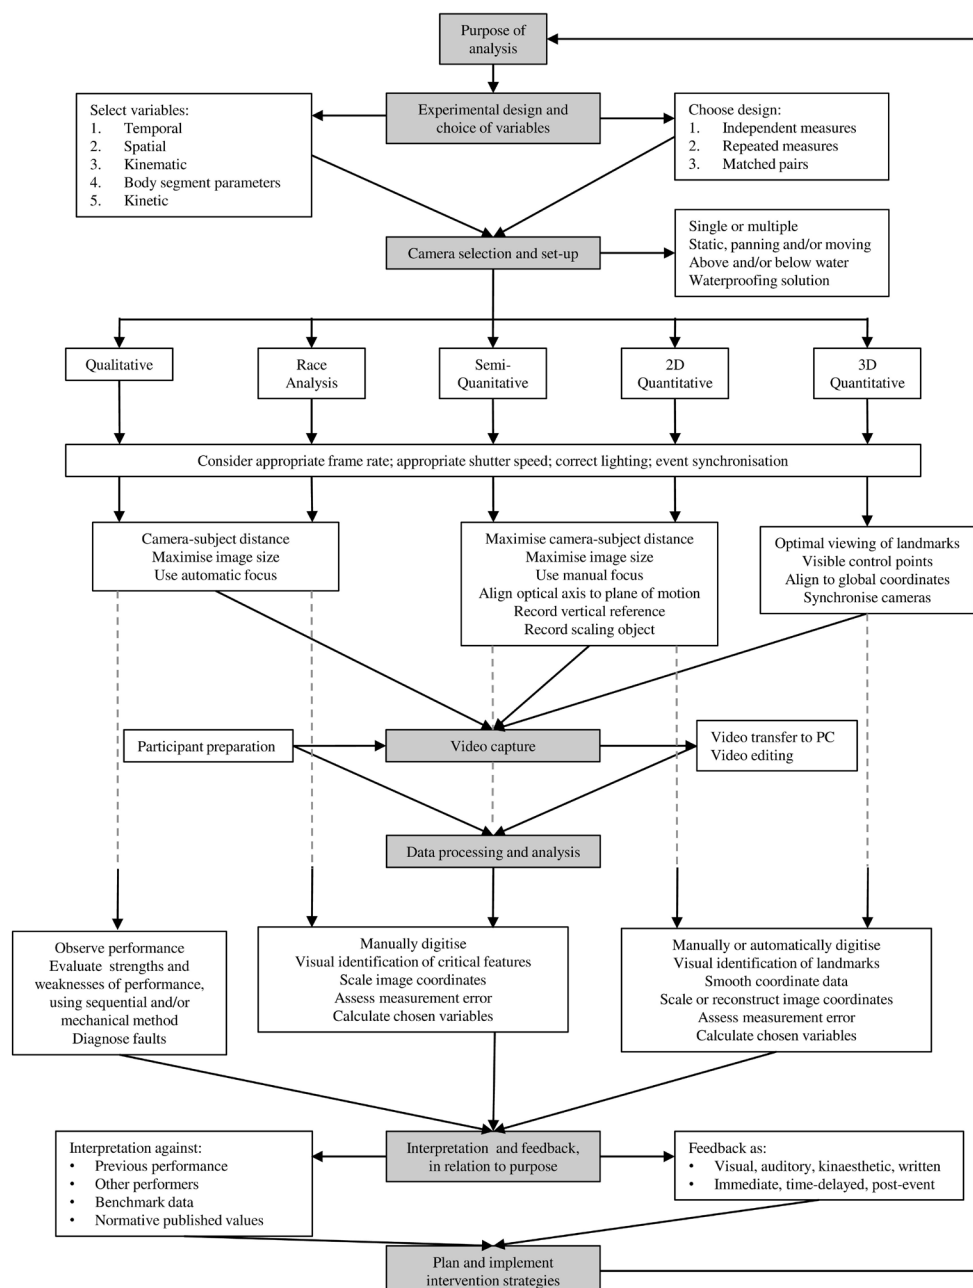 Purpose of
analysis
Select variables:
1. Temporal
2. Spatial
3. Kinematic
4. Body segment parameters
5. Kinetic
Experimental design and
choice of variables
Choose design:
1. Independent measures
2. Repeated measures
3. Matched pairs
Camera selection and set-up
Single or multiple
Static, panning and/or moving
Above and/or below water
Waterproofing solution
Qualitative
Race
Analysis
Semi-
Quanitative
2D
Quantitative
3D
Quantitative
Consider appropriate frame rate; appropriate shutter speed; correct lighting; event synchronisation
Camera-subject distance
Maximise image size
Use automatic focus
Maximise camera-subject distance
Maximise image size
Use manual focus
Align optical axis to plane of motion
Record vertical reference
Record scaling object
Optimal viewing of landmarks
Visible control points
Align to global coordinates
Synchronise cameras
Participant preparation
Video capture
Video transfer to PC
Video editing
Data processing and analysis
Observe performance
Evaluate strengths and
weaknesses of performance,
using sequential and/or
mechanical method
Diagnose faults
Manually digitise
Visual identification of critical features
Scale image coordinates
Assess measurement error
Calculate chosen variables
Manually or automatically digitise
Visual identification of landmarks
Smooth coordinate data
Scale or reconstruct image coordinates
Assess measurement error
Calculate chosen variables
Interpretation against:
• Previous performance
• Other performers
• Benchmark data
• Normative published values
Interpretation and feedback,
in relation to purpose
Feedback as:
• Visual, auditory, kinaesthetic, written
• Immediate, time-delayed, post-event
Plan and implement
intervention strategies